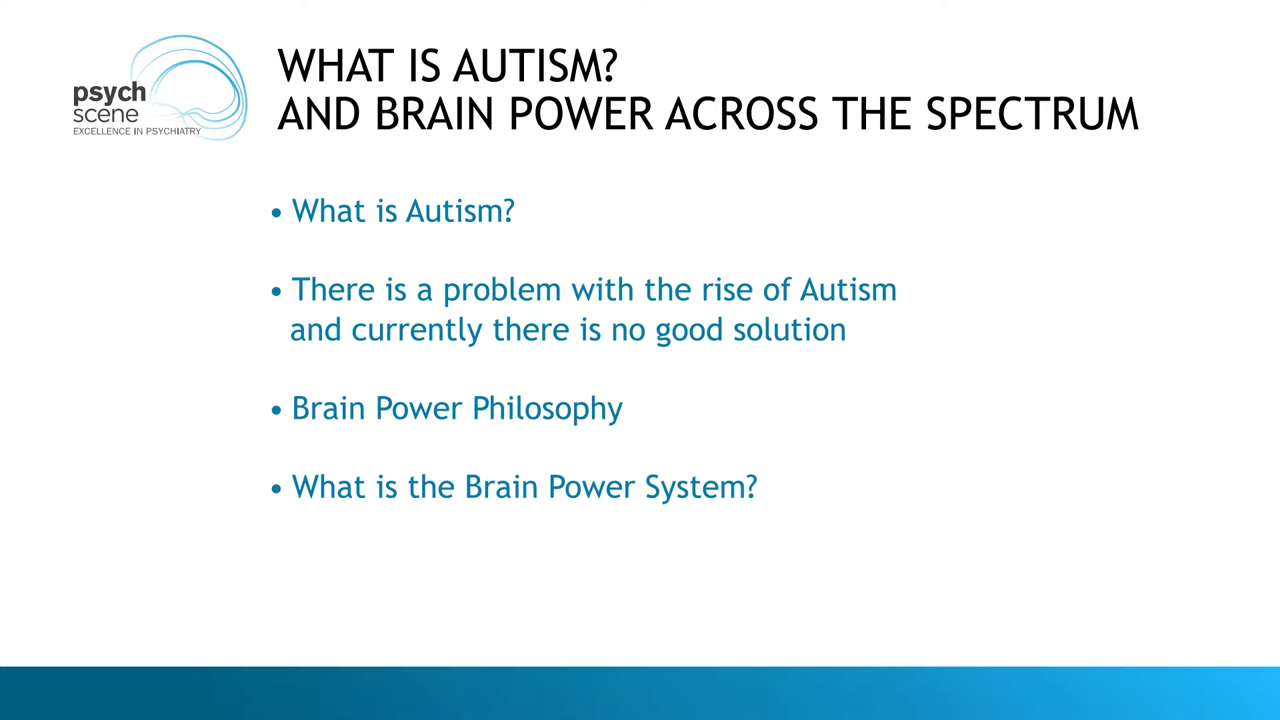 psych
scene
EXCELLENCE IN PSYCHIATRY
WHAT IS AUTISM?
AND BRAIN POWER ACROSS THE SPECTRUM
• What is Autism?
• There is a problem with the rise of Autism
and currently there is no good solution
• Brain Power Philosophy
• What is the Brain Power System?